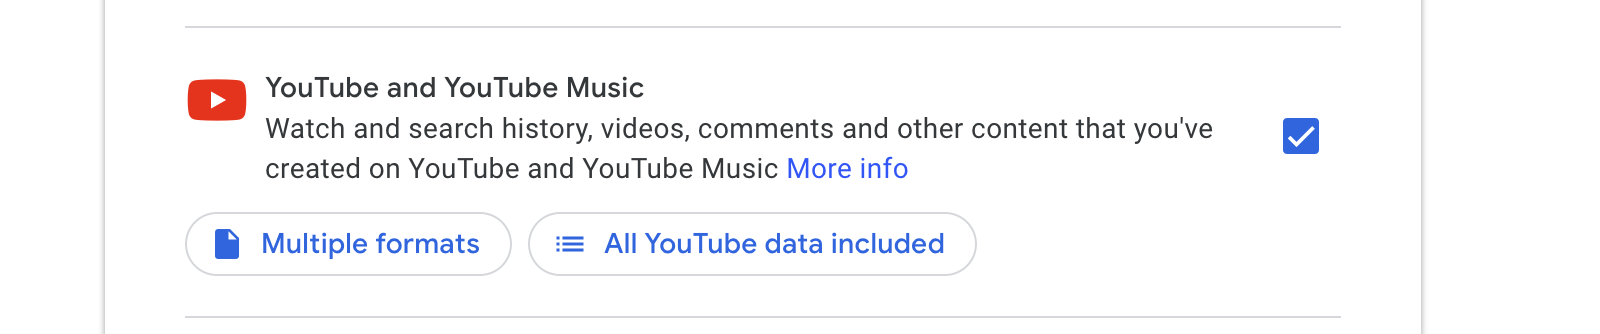 YouTube and YouTube Music
Watch and search history, videos, comments and other content that you've
created on YouTube and YouTube Music More info
Multiple formats
All YouTube data included